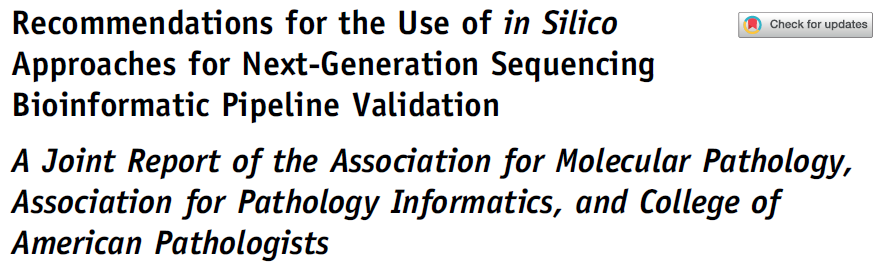 Recommendations for the Use of in Silico
Approaches for Next-Generation Sequencing
Bioinformatic Pipeline Validation
Check for updates
A Joint Report of the Association for Molecular Pathology,
Association for Pathology Informatics, and College of
American Pathologists